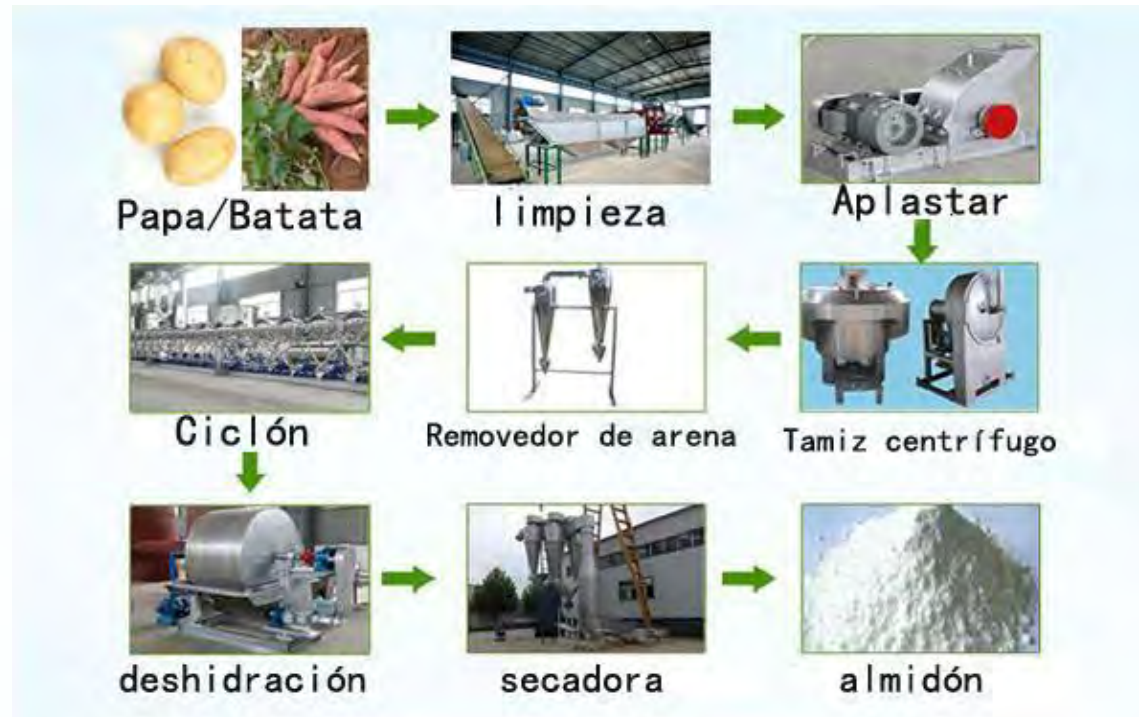 Papa/Batata
limpieza
Aplastar
Tamiz centrífugo
Removedor de arena
Ciclón
deshidración
secadora
almidón